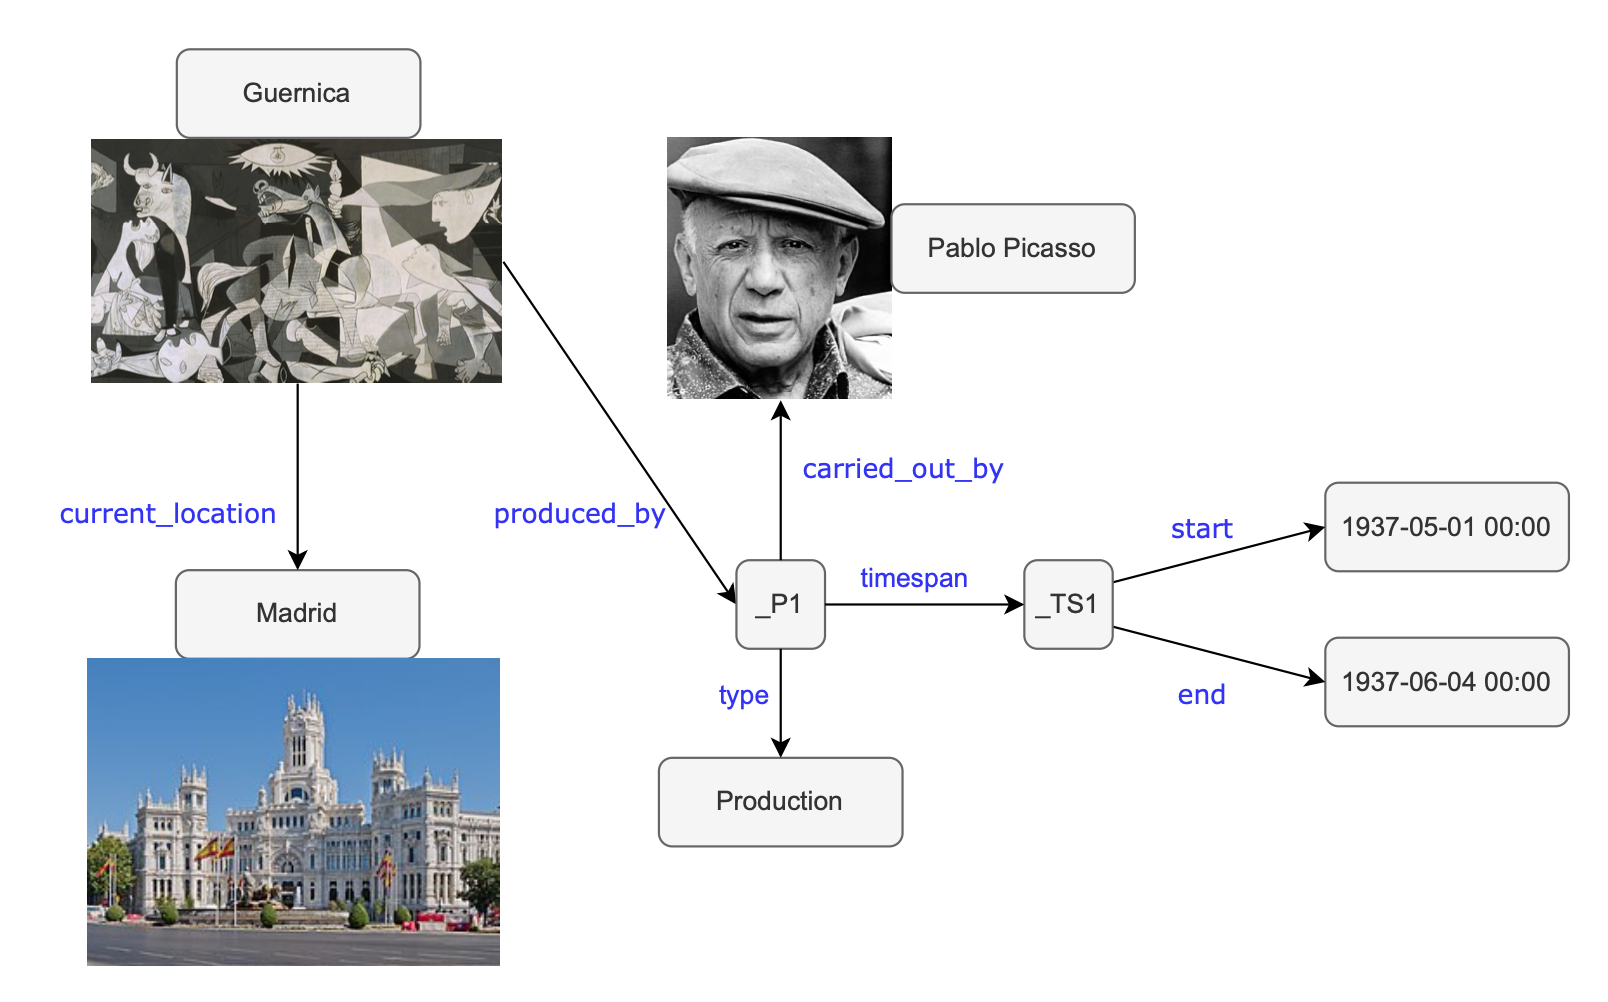 Guernica
Pablo Picasso
carried_out_by
current_location
produced_by
start
1937-05-01 00:00
timespan
_P1
_TS1
Madrid
end
1937-06-04 00:00
type
Production